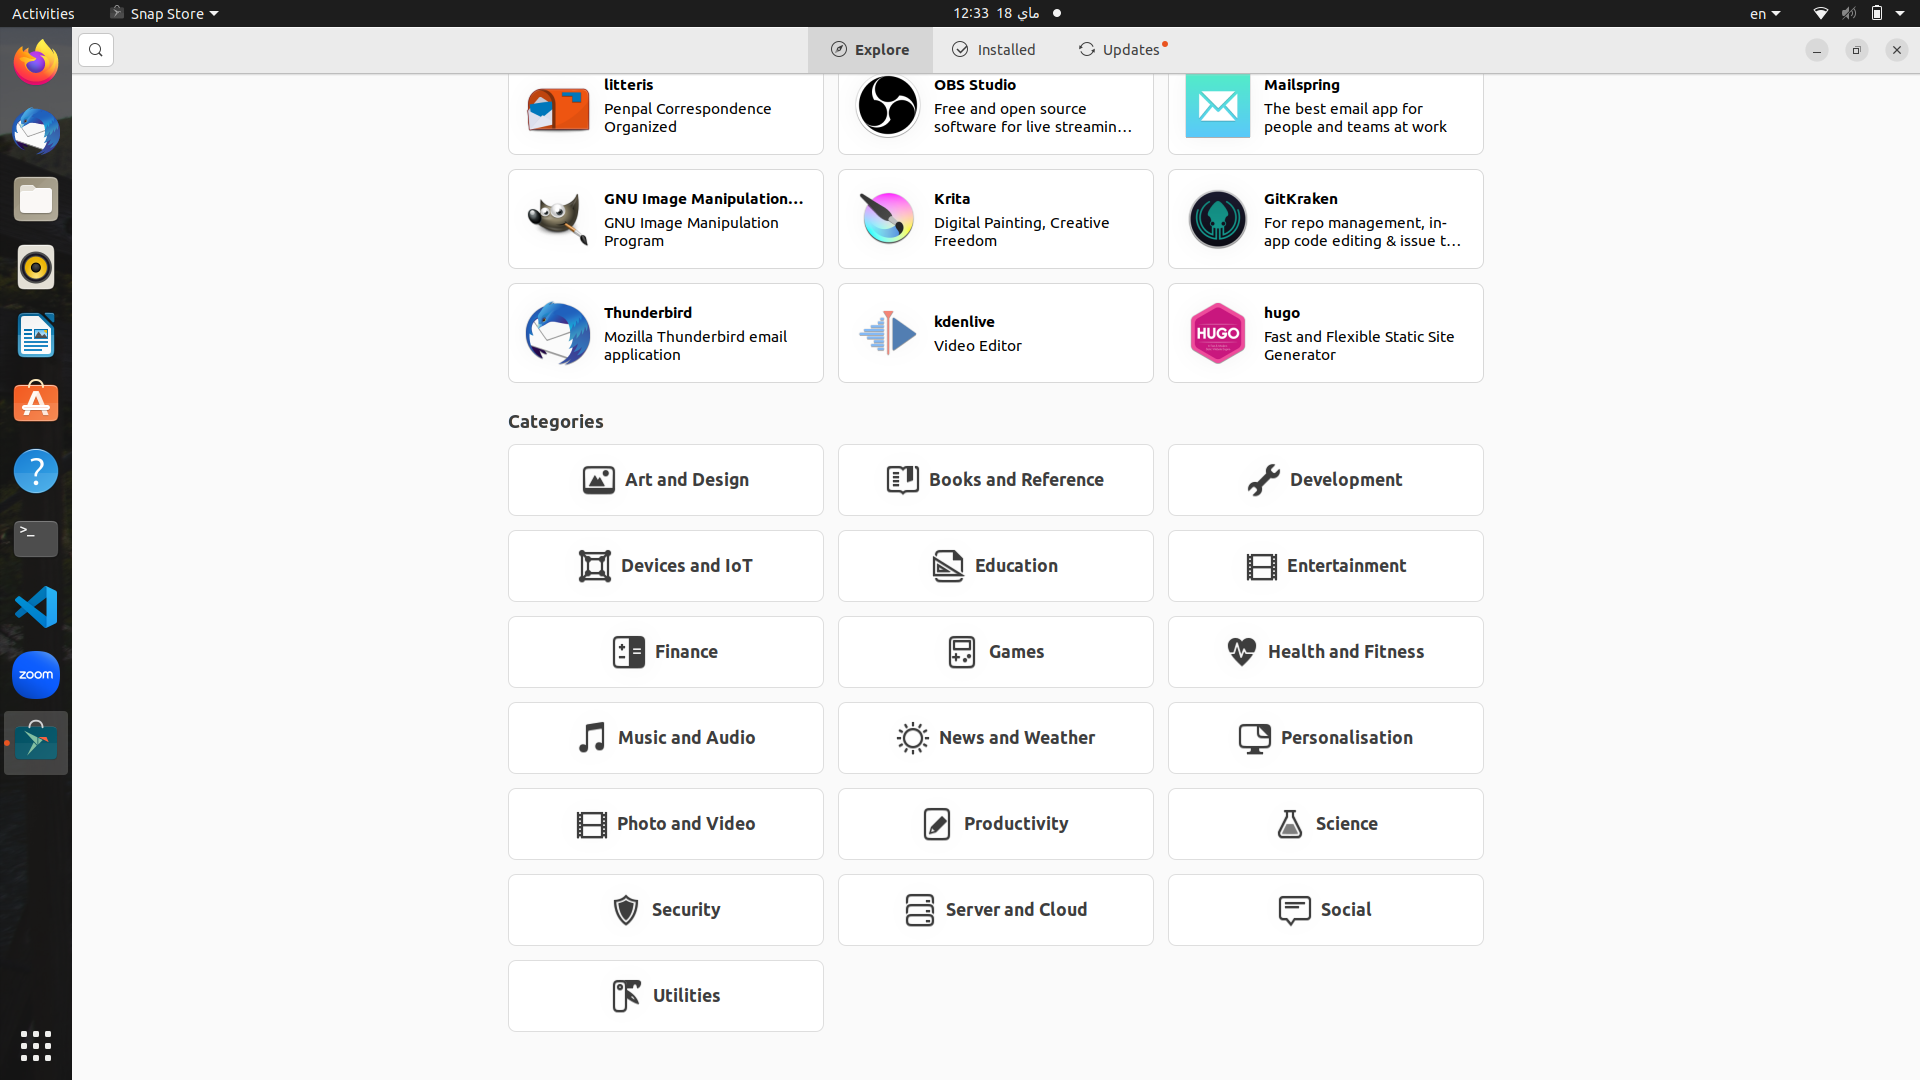 Activities
Snap Store
12:33 18 ماي
en
Explore
Installed
Updates
litteris
Penpal Correspondence
Organized
OBS Studio
Free and open source
software for live streamin…
Mailspring
The best email app for
people and teams at work
GNU Image Manipulation…
GNU Image Manipulation
Program
Krita
Digital Painting, Creative
Freedom
GitKraken
For repo management, in-
app code editing & issue t…
Thunderbird
Mozilla Thunderbird email
application
kdenlive
Video Editor
HUGO
hugo
Fast and Flexible Static Site
Generator
Categories
Art and Design
Books and Reference
Development
Devices and IoT
Education
Entertainment
Finance
Games
Health and Fitness
Music and Audio
News and Weather
Personalisation
Photo and Video
Productivity
Science
Security
Server and Cloud
Social
Utilities
zoom